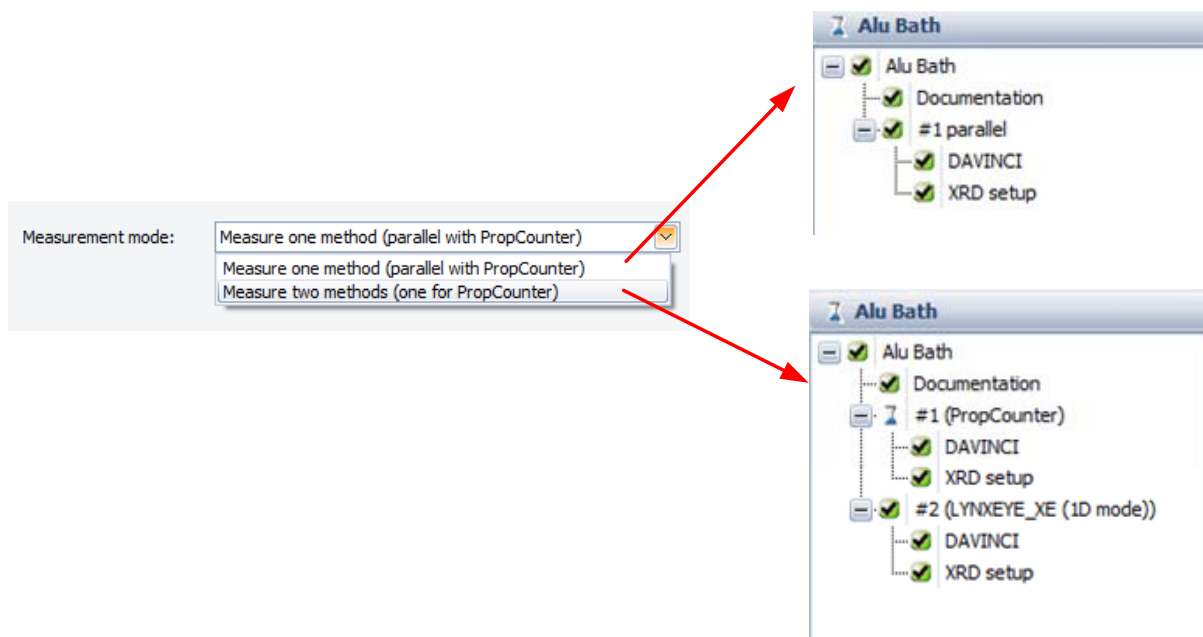 Measurement mode:
Measure one method (parallel with PropCounter)
Measure one method (parallel with PropCounter)
Measure two methods (one for PropCounter)
Alu Bath
Alu Bath
Documentation
#1 parallel
DAVINCI
XRD setup
Alu Bath
Alu Bath
Documentation
#1 (PropCounter)
DAVINCI
XRD setup
#2 (LYNXEYE_XE (1D mode))
DAVINCI
XRD setup